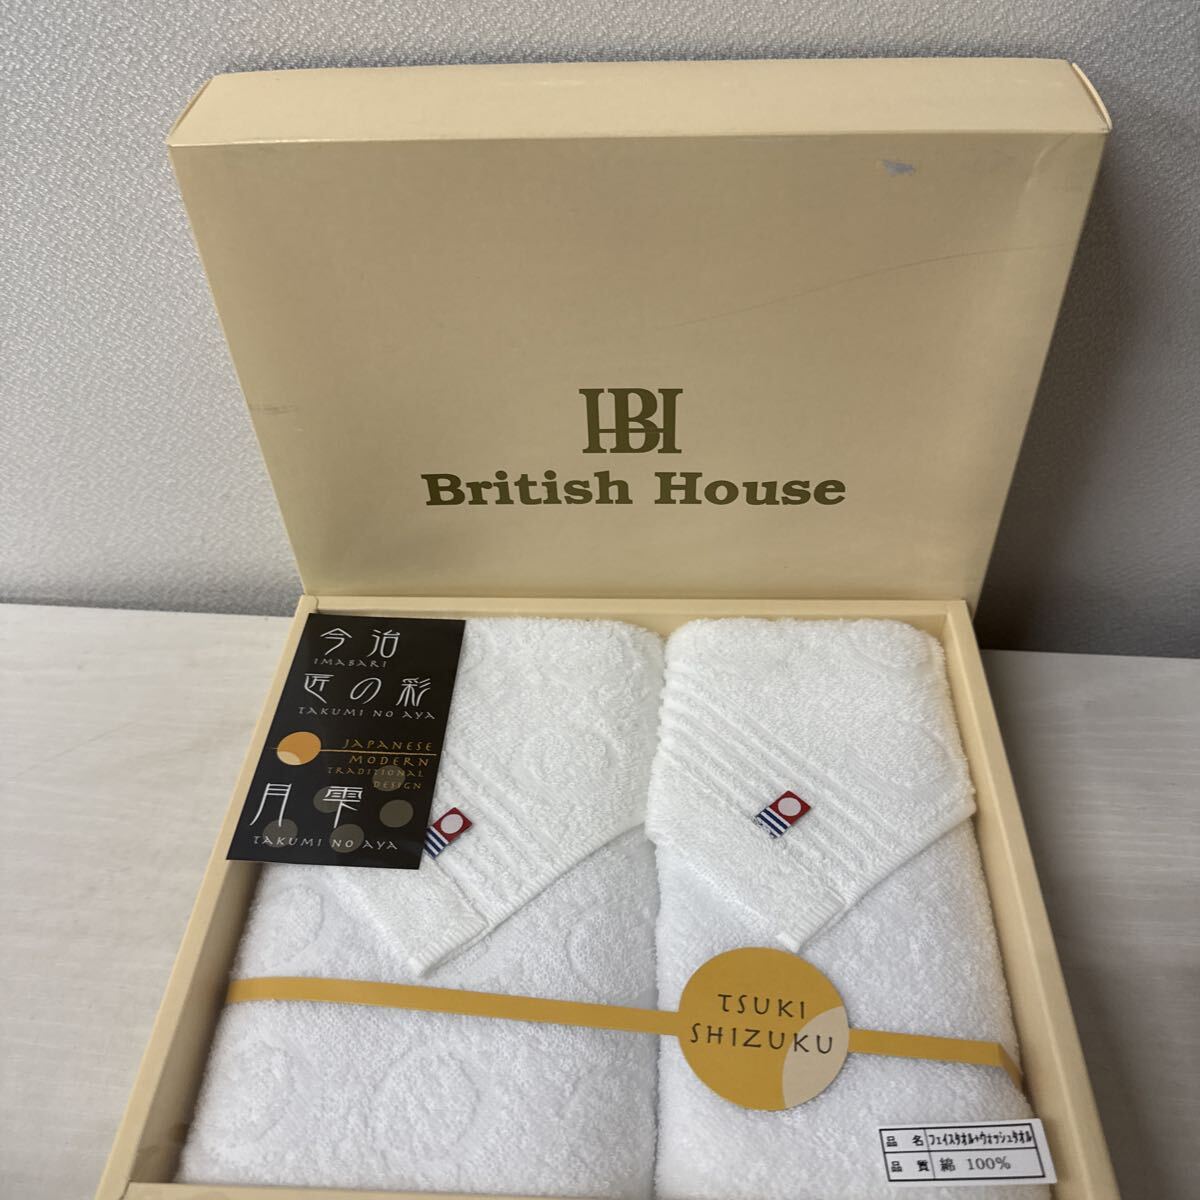 BH
British House
今治
IMABARI
匠の彩
TAKUMI NO AYA
JAPANESE
MODERN
TRADITIONAL
DESIGN
月雫
TAKUMI NO AYA
TSUKI
SHIZUKU
品 名 フェイスタオル+ウォッシュタオル
品 質 綿 100%